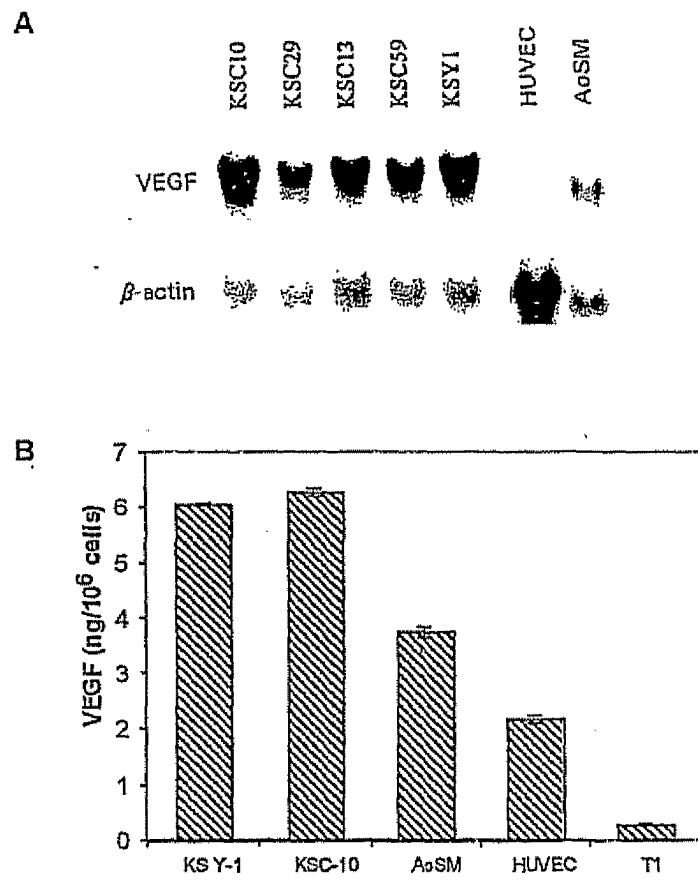 A
KSC10 KSC29 KSC13 KSC59 KSY1 HUVEC AoSM
VEGF
β-actin
B
VEGF (ng/10⁶ cells)
7
6
5
4
3
2
1
0
KS Y-1 KSC-10 AoSM HUVEC T1